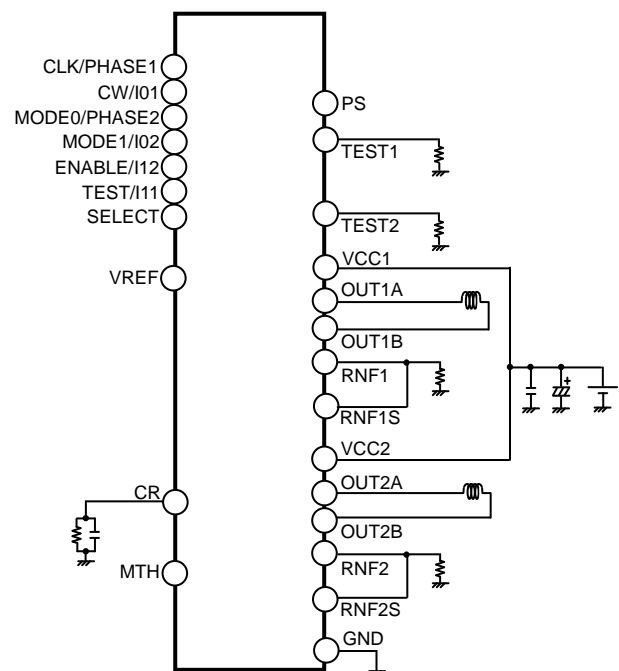 CLK/PHASE1
CW/I01
MODE0/PHASE2
MODE1/I02
ENABLE/I12
TEST/I11
SELECT
VREF
CR
MTH
PS
TEST1
TEST2
VCC1
OUT1A
OUT1B
RNF1
RNF1S
VCC2
OUT2A
OUT2B
RNF2
RNF2S
GND
+